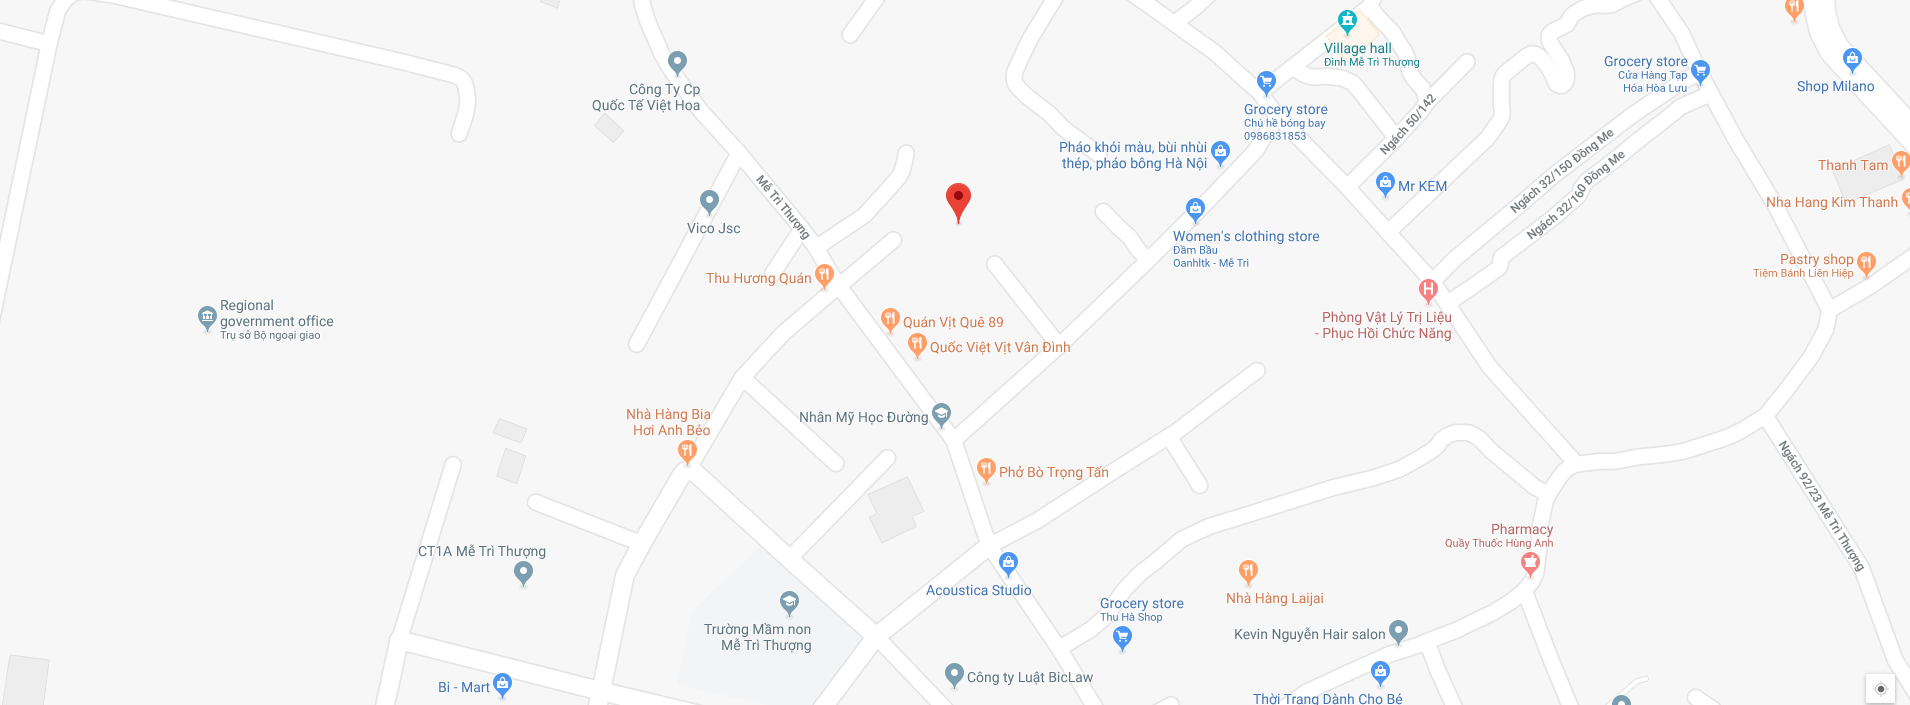 Village hall
Đình Mễ Trì Thượng
Công Ty Cp
Quốc Tế Việt Hoa
Grocery store
Cửa Hàng Tạp
Hóa Hòa Lưu
Shop Milano
Grocery store
Chú hề bóng bay
0986831853
Ngách 50/142
Pháo khói màu, bùi nhùi
thép, pháo bông Hà Nội
Ngách 32/150 Đồng Me
Ngách 32/160 Đồng Me
Thanh Tam
Mr KEM
Nha Hang Kim Thanh
Mễ Trì Thượng
Vico Jsc
Women's clothing store
Đầm Bầu
Oanhltk - Mễ Trì
Pastry shop
Tiệm Bánh Liên Hiệp
Thu Hương Quán
Regional
government office
Trụ sở Bộ ngoại giao
Quán Vịt Quê 89
Quốc Việt Vịt Vân Đình
Phòng Vật Lý Trị Liệu
- Phục Hồi Chức Năng
Nhà Hàng Bia
Hơi Anh Béo
Nhân Mỹ Học Đường
Phở Bò Trọng Tấn
Ngách 92/23 Mễ Trì Thượng
CT1A Mễ Trì Thượng
Pharmacy
Quầy Thuốc Hùng Anh
Acoustica Studio
Nhà Hàng Laijai
Grocery store
Thu Hà Shop
Trường Mầm non
Mễ Trì Thượng
Kevin Nguyễn Hair salon
Công ty Luật BicLaw
Bi - Mart
Thời Trang Dành Cho Bé